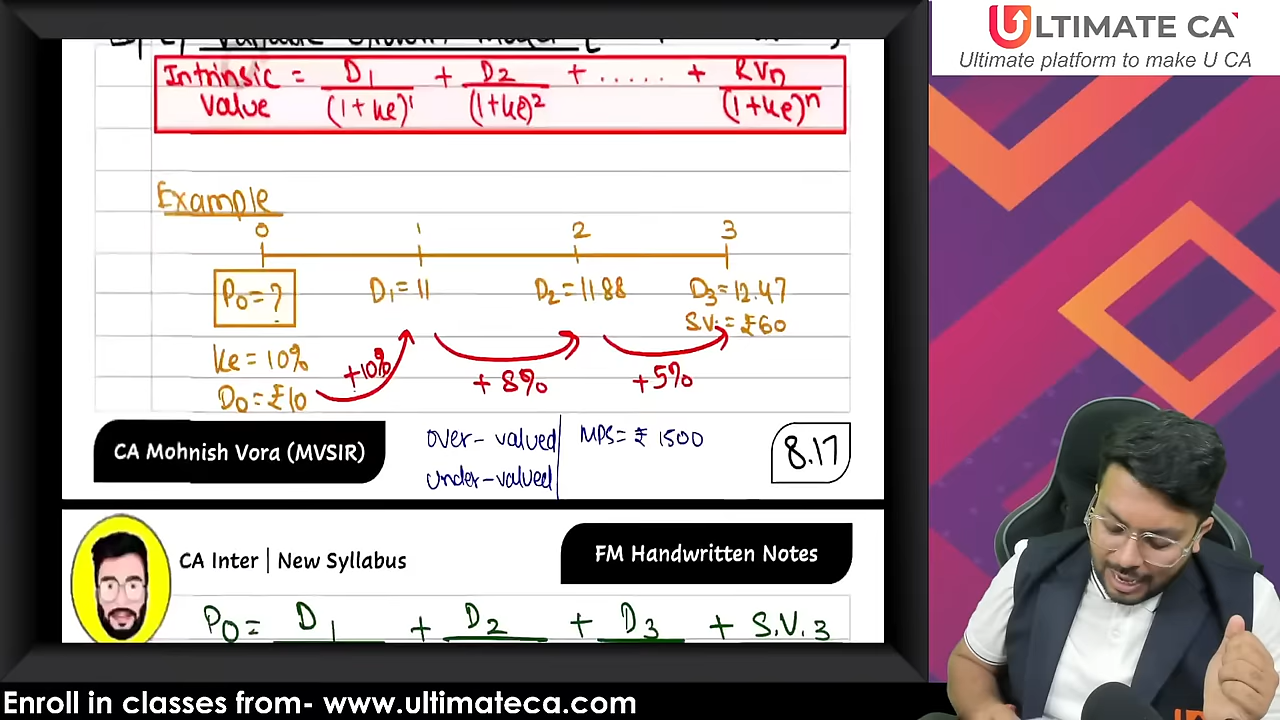 Intrinsic Value = D1/(1+ke)¹ + D2/(1+ke)² + ...... + RVn/(1+ke)ⁿ
Example
0 1 2 3
P0=? D1=11 D2=11.88 D3=12.47
S.V.=₹60
ke=10%
D0=₹10
+10% +8% +5%
over-valued
under-valued
MPS=₹ 1500
CA Mohnish Vora (MVSIR)
8.17
CA Inter | New Syllabus
FM Handwritten Notes
P0= D1 + D2 + D3 + S.V.3
ULTIMATE CA
Ultimate platform to make U CA
Enroll in classes from- www.ultimateca.com